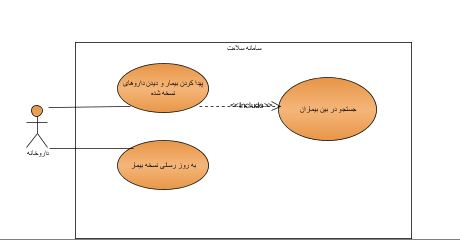 سامانه سلامت
پیدا کردن بیمار و دیدن داروهای
نسخه شده
<<Include>>
جستجو در بین بیماران
داروخانه
به روز رسانی نسخه بیمار